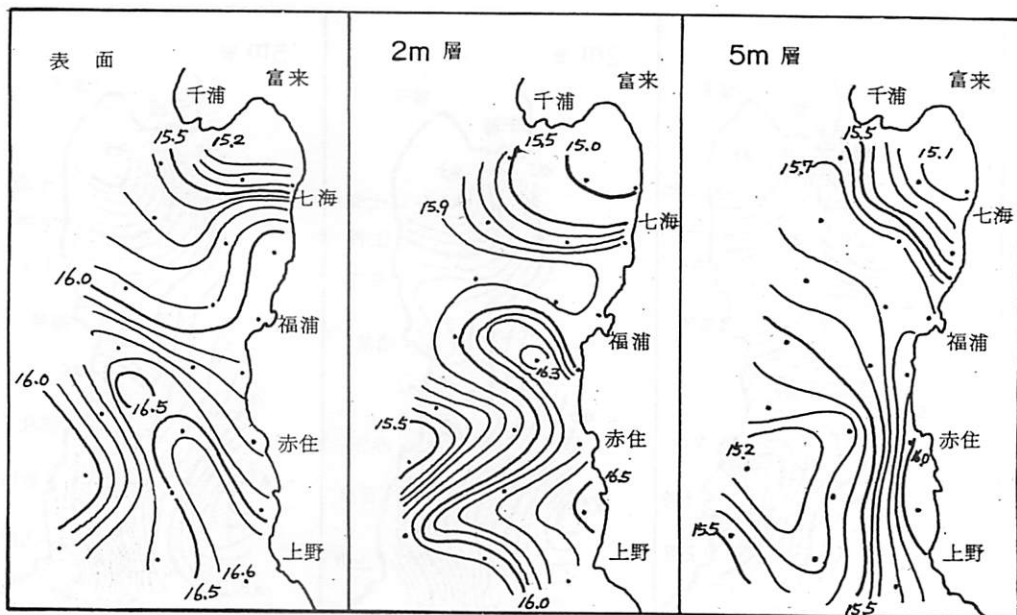 表 面
富来
千浦
15.5
15.2
七海
16.0
福浦
16.0
16.5
赤住
上野
16.6
16.5
2m 層
富来
千浦
15.5
15.0
15.9
七海
福浦
16.3
15.5
赤住
16.5
上野
16.0
5m 層
富来
千浦
15.5
15.7
15.1
七海
福浦
15.2
赤住
16.0
15.5
上野
15.5